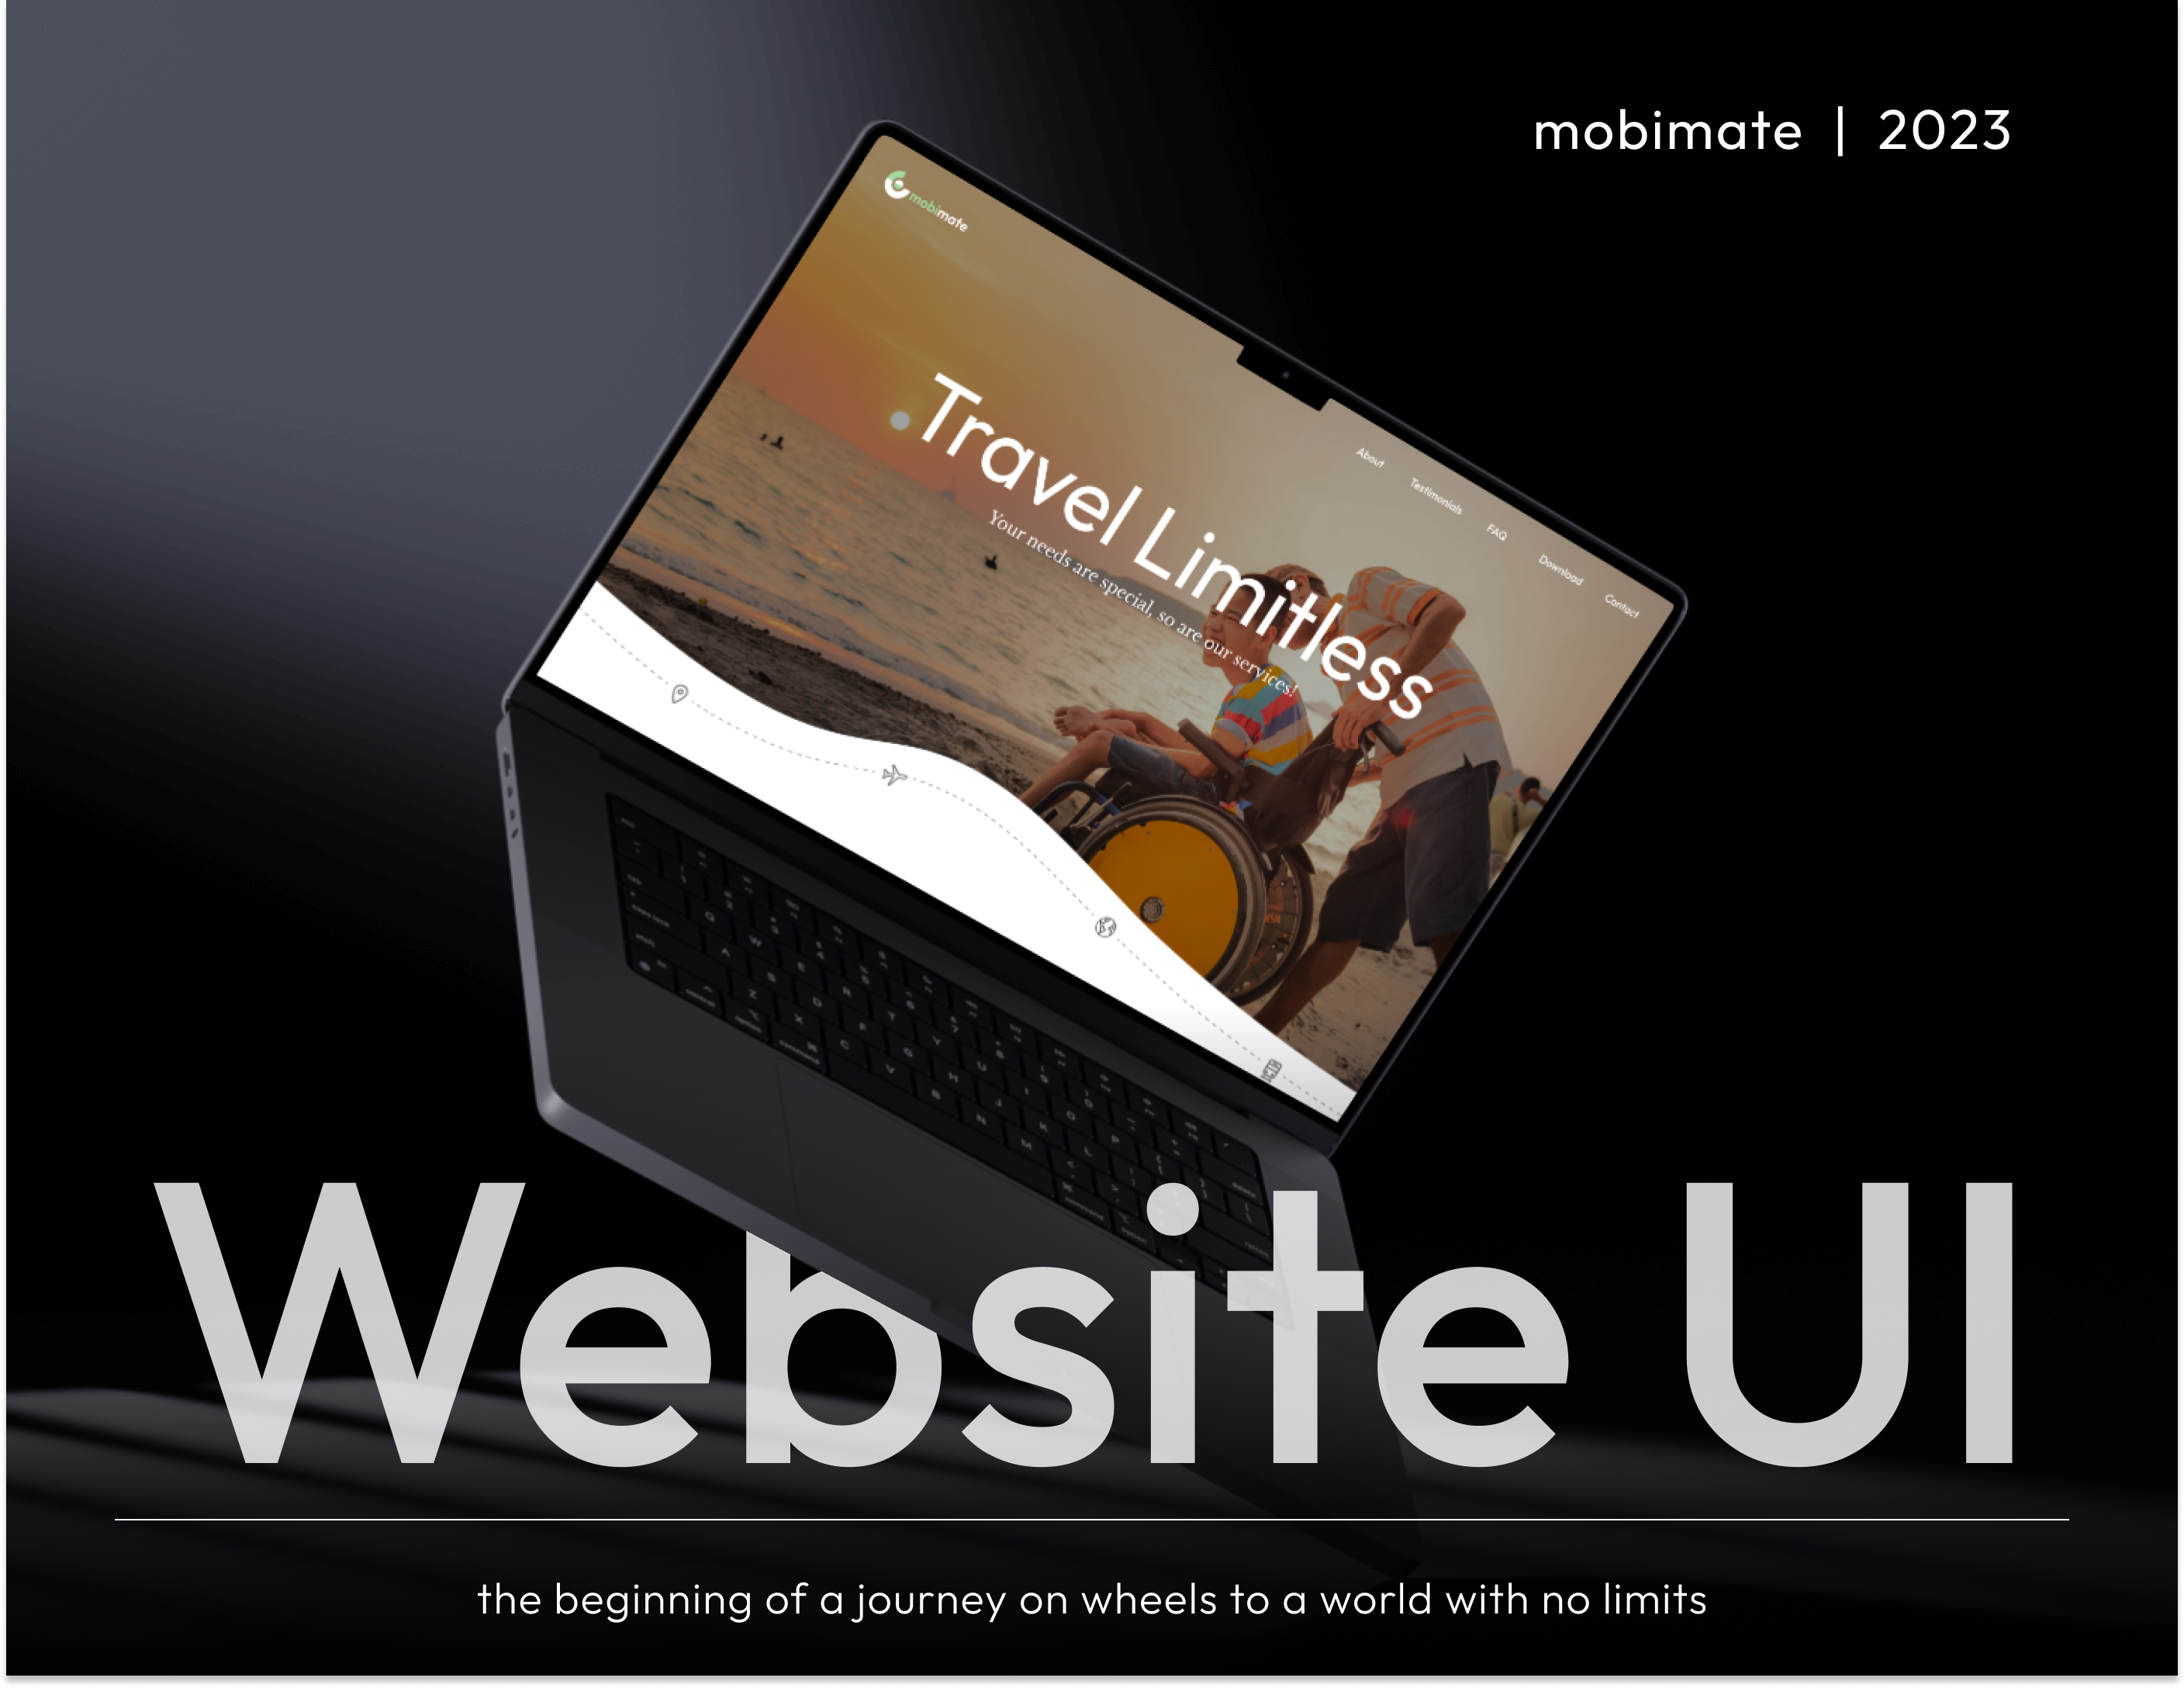 mobimate | 2023
mobimate
About Testimonials FAQ Download Contact
Travel Limitless
Your needs are special, so are our services!
Website UI
the beginning of a journey on wheels to a world with no limits